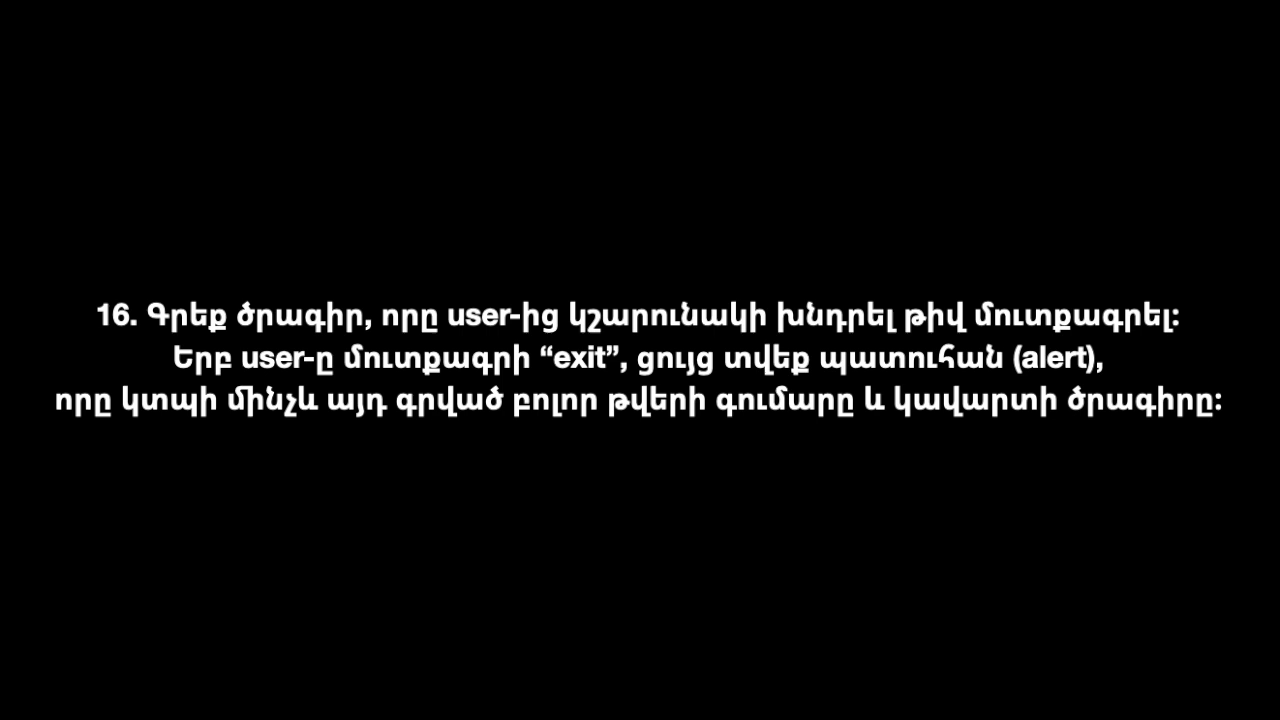 16. Գրեք ծրագիր, որը user-ից կշարունակի խնդրել թիվ մուտքագրել:
Երբ user-ը մուտքագրի “exit”, ցույց տվեք պատուհան (alert),
որը կտպի մինչև այդ գրված բոլոր թվերի գումարը և կավարտի ծրագիրը: